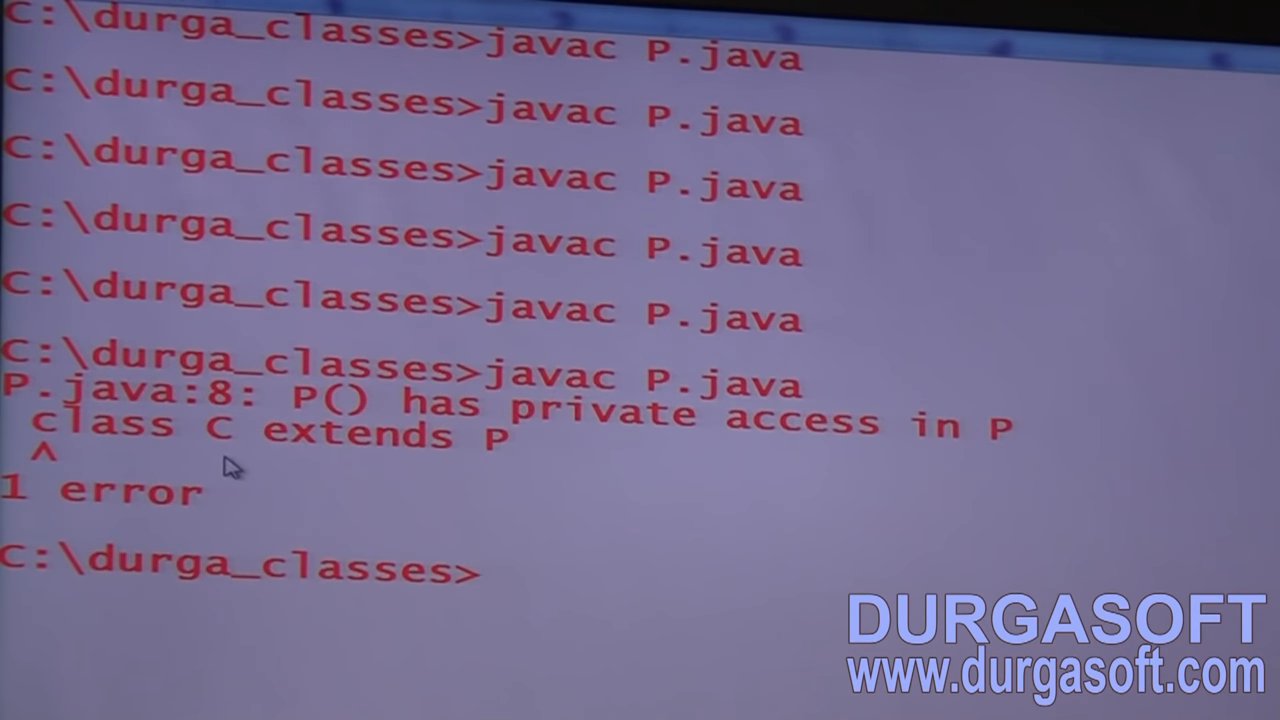 C:\durga_classes>javac P.java
C:\durga_classes>javac P.java
C:\durga_classes>javac P.java
C:\durga_classes>javac P.java
C:\durga_classes>javac P.java
C:\durga_classes>javac P.java
P.java:8: P() has private access in P
class C extends P
^
1 error
C:\durga_classes>
DURGASOFT
www.durgasoft.com